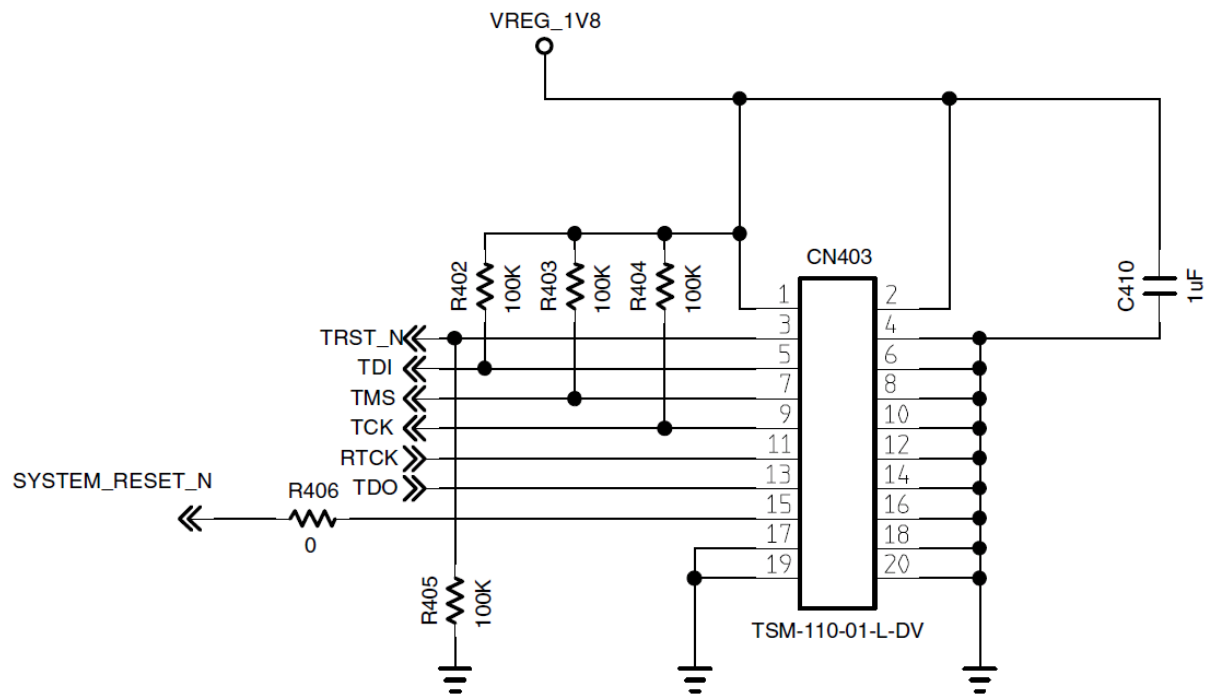 VREG_1V8
CN403
R402
100K
R403
100K
R404
100K
C410
1uF
1
2
TRST_N
3
4
TDI
5
6
TMS
7
8
TCK
9
10
RTCK
11
12
SYSTEM_RESET_N
TDO
13
14
R406
0
15
16
17
18
19
20
R405
100K
TSM-110-01-L-DV